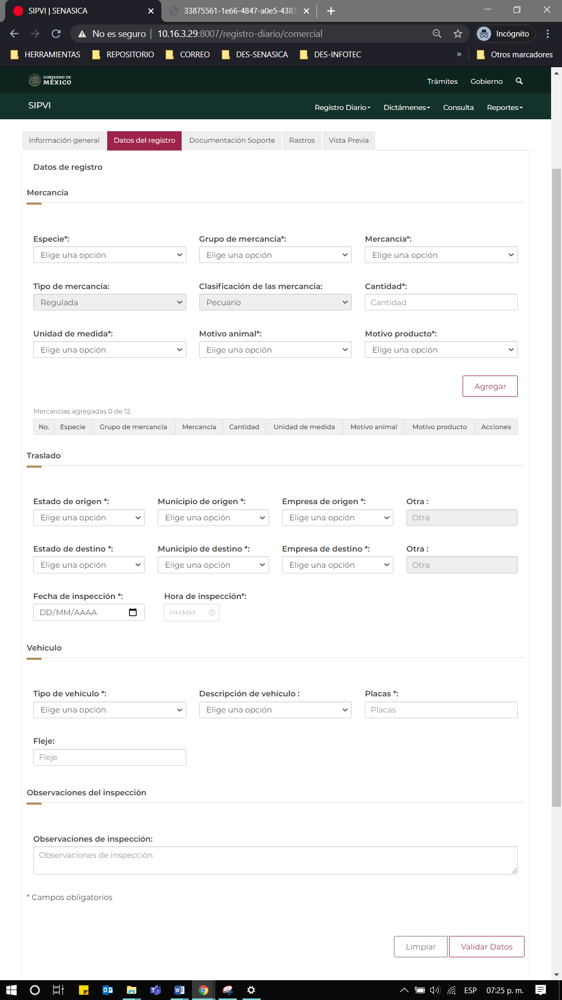 SIPVI | SENASICA
33875561-1e66-4847-a0e5-4383
No es seguro
10.16.3.29:8007/registro-diario/comercial
Incógnito
HERRAMIENTAS
REPOSITORIO
CORREO
DES-SENASICA
DES-INFOTEC
»
Otros marcadores
GOBIERNO DE
MÉXICO
Trámites
Gobierno
SIPVI
Registro Diario
Dictámenes
Consulta
Reportes
Información general
Datos del registro
Documentación Soporte
Rastros
Vista Previa
Datos de registro
Mercancía
Especie*:
Grupo de mercancia*:
Mercancía*:
Elige una opción
Elige una opción
Elige una opción
Tipo de mercancía:
Clasificación de las mercancía:
Cantidad*:
Regulada
Pecuario
Cantidad
Unidad de medida*:
Motivo animal*:
Motivo producto*:
Elige una opción
Elige una opción
Elige una opción
Agregar
Mercancías agregadas 0 de 12
No.
Especie
Grupo de mercancía
Mercancía
Cantidad
Unidad de medida
Motivo animal
Motivo producto
Acciones
Traslado
Estado de origen *:
Municipio de origen *:
Empresa de origen *:
Otra :
Elige una opción
Elige una opción
Elige una opción
Otra
Estado de destino *:
Municipio de destino *:
Empresa de destino *:
Otra :
Elige una opción
Elige una opción
Elige una opción
Otra
Fecha de inspección *:
Hora de inspección*:
DD/MM/AAAA
HH:MM
Vehículo
Tipo de vehículo *:
Descripción de vehículo :
Placas *:
Elige una opción
Elige una opción
Placas
Fleje:
Fleje
Observaciones del inspección
Observaciones de inspección:
Observaciones de inspección
* Campos obligatorios
Limpiar
Validar Datos
ESP
07:25 p. m.